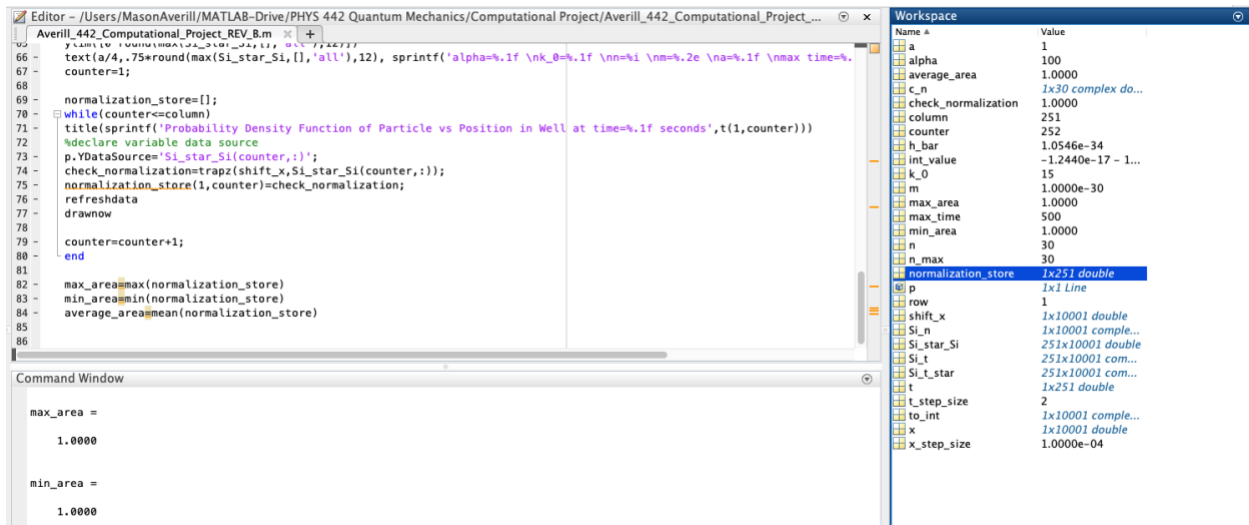 Editor - /Users/MasonAverill/MATLAB-Drive/PHYS 442 Quantum Mechanics/Computational Project/Averill_442_Computational_Project_...
Averill_442_Computational_Project_REV_B.m
66 - text(a/4,.75*round(max(Si_star_Si,[],'all'),12), sprintf('alpha=%.1f \nk_0=%.1f \nn=%i \nm=%.2e \na=%.1f \nmax time=%.
67 - counter=1;
68
69 - normalization_store=[];
70 - while(counter<=column)
71 - title(sprintf('Probability Density Function of Particle vs Position in Well at time=%.1f seconds',t(1,counter)))
72 %declare variable data source
73 - p.YDataSource='Si_star_Si(counter,:)';
74 - check_normalization=trapz(shift_x,Si_star_Si(counter,:));
75 - normalization_store(1,counter)=check_normalization;
76 - refreshdata
77 - drawnow
78
79 - counter=counter+1;
80 - end
81
82 - max_area=max(normalization_store)
83 - min_area=min(normalization_store)
84 - average_area=mean(normalization_store)
85
86
Command Window
max_area =
1.0000
min_area =
1.0000
Workspace
Name Value
a 1
alpha 100
average_area 1.0000
c_n 1x30 complex do...
check_normalization 1.0000
column 251
counter 252
h_bar 1.0546e-34
int_value -1.2440e-17 - 1...
k_0 15
m 1.0000e-30
max_area 1.0000
max_time 500
min_area 1.0000
n 30
n_max 30
normalization_store 1x251 double
p 1x1 Line
row 1
shift_x 1x10001 double
Si_n 1x10001 comple...
Si_star_Si 251x10001 double
Si_t 251x10001 com...
Si_t_star 251x10001 com...
t 1x251 double
t_step_size 2
to_int 1x10001 comple...
x 1x10001 double
x_step_size 1.0000e-04